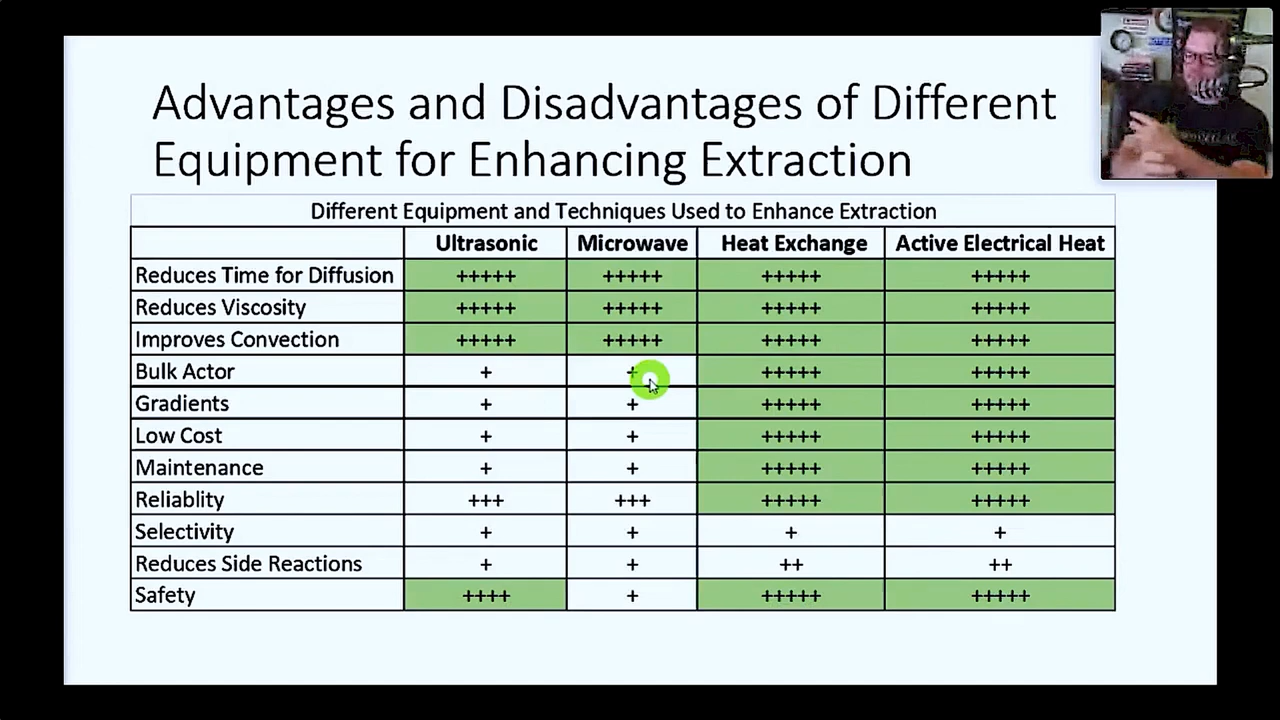 Advantages and Disadvantages of Different
Equipment for Enhancing Extraction
Different Equipment and Techniques Used to Enhance Extraction
Ultrasonic Microwave Heat Exchange Active Electrical Heat
Reduces Time for Diffusion +++++ +++++ +++++ +++++
Reduces Viscosity +++++ +++++ +++++ +++++
Improves Convection +++++ +++++ +++++ +++++
Bulk Actor + + +++++ +++++
Gradients + + +++++ +++++
Low Cost + + +++++ +++++
Maintenance + + +++++ +++++
Reliablity +++ +++ +++++ +++++
Selectivity + + + +
Reduces Side Reactions + + ++ ++
Safety ++++ + +++++ +++++